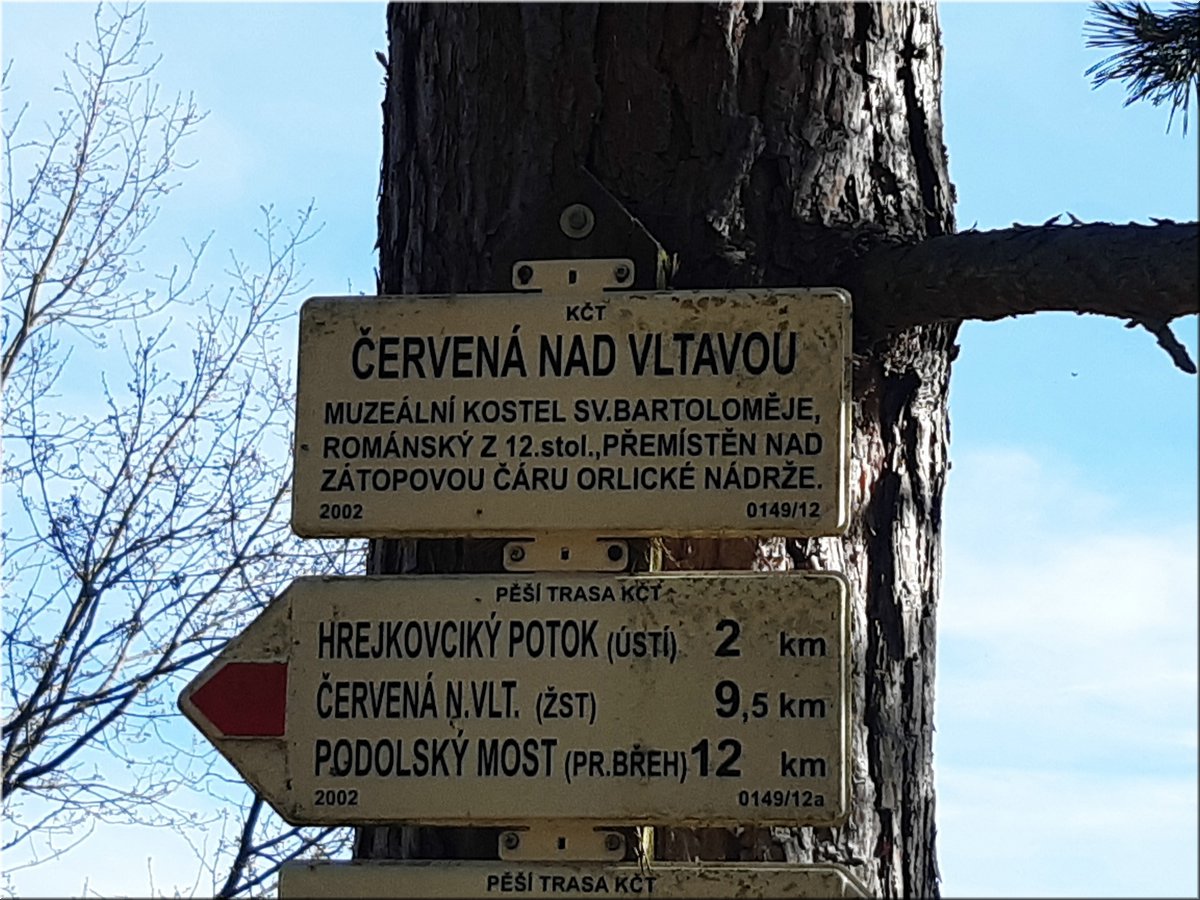 KČT
ČERVENÁ NAD VLTAVOU
MUZEÁLNÍ KOSTEL SV.BARTOLOMĚJE,
ROMÁNSKÝ Z 12.stol.,PŘEMÍSTĚN NAD
ZÁTOPOVOU ČÁRU ORLICKÉ NÁDRŽE.
2002 0149/12
PĚŠÍ TRASA KČT
HREJKOVCIKÝ POTOK (ÚSTÍ) 2 km
ČERVENÁ N.VLT. (ŽST) 9,5 km
PODOLSKÝ MOST (PR.BŘEH) 12 km
2002 0149/12a
PĚŠÍ TRASA KČT